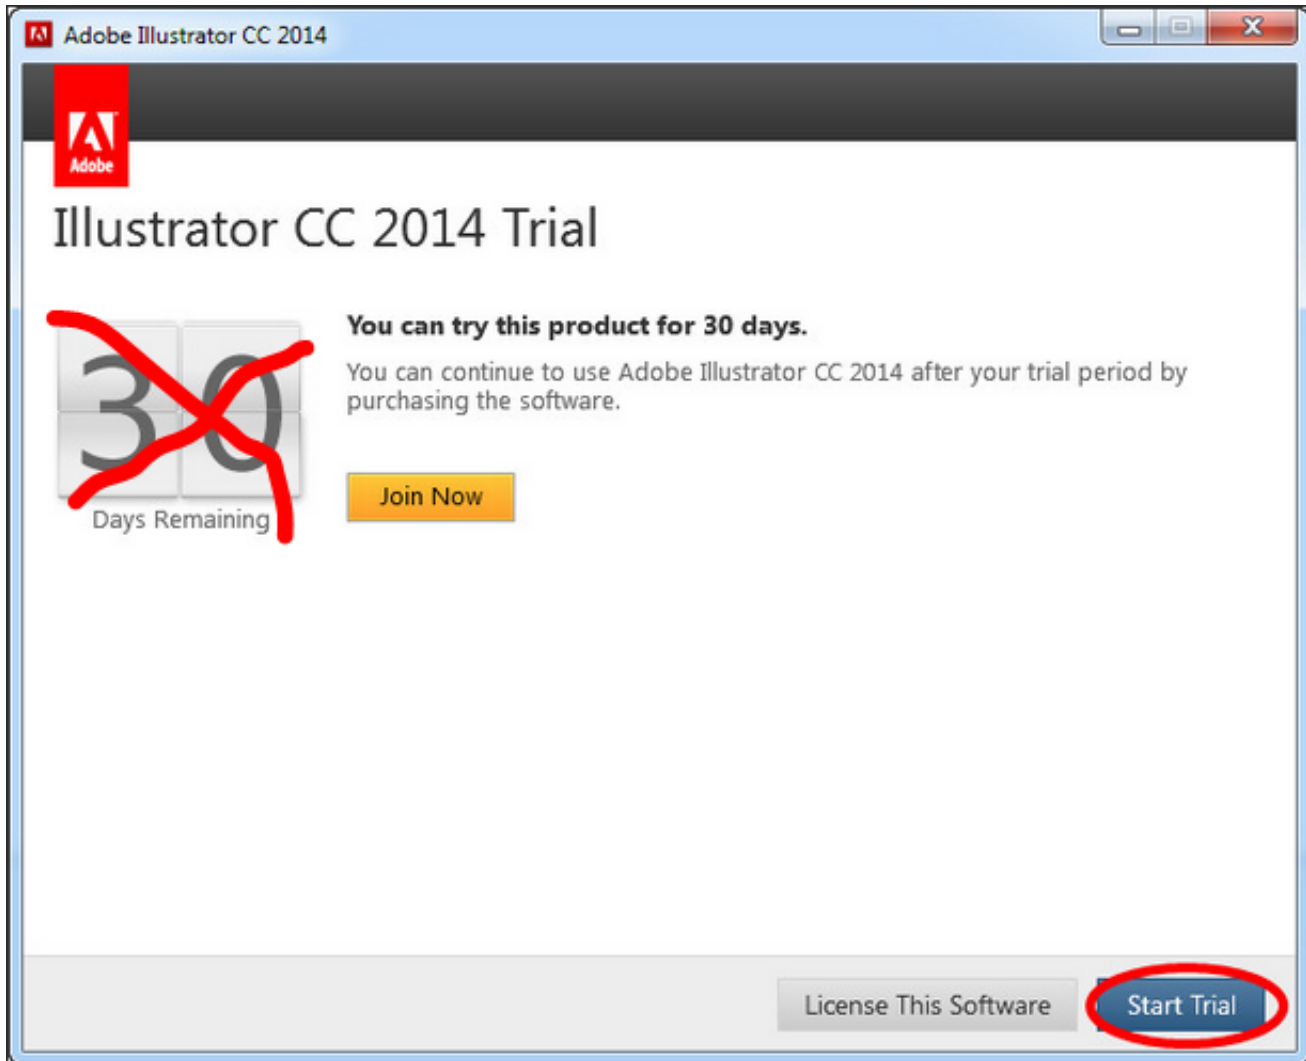 Adobe Illustrator CC 2014
Adobe
Illustrator CC 2014 Trial
30
Days Remaining
You can try this product for 30 days.
You can continue to use Adobe Illustrator CC 2014 after your trial period by
purchasing the software.
Join Now
License This Software
Start Trial